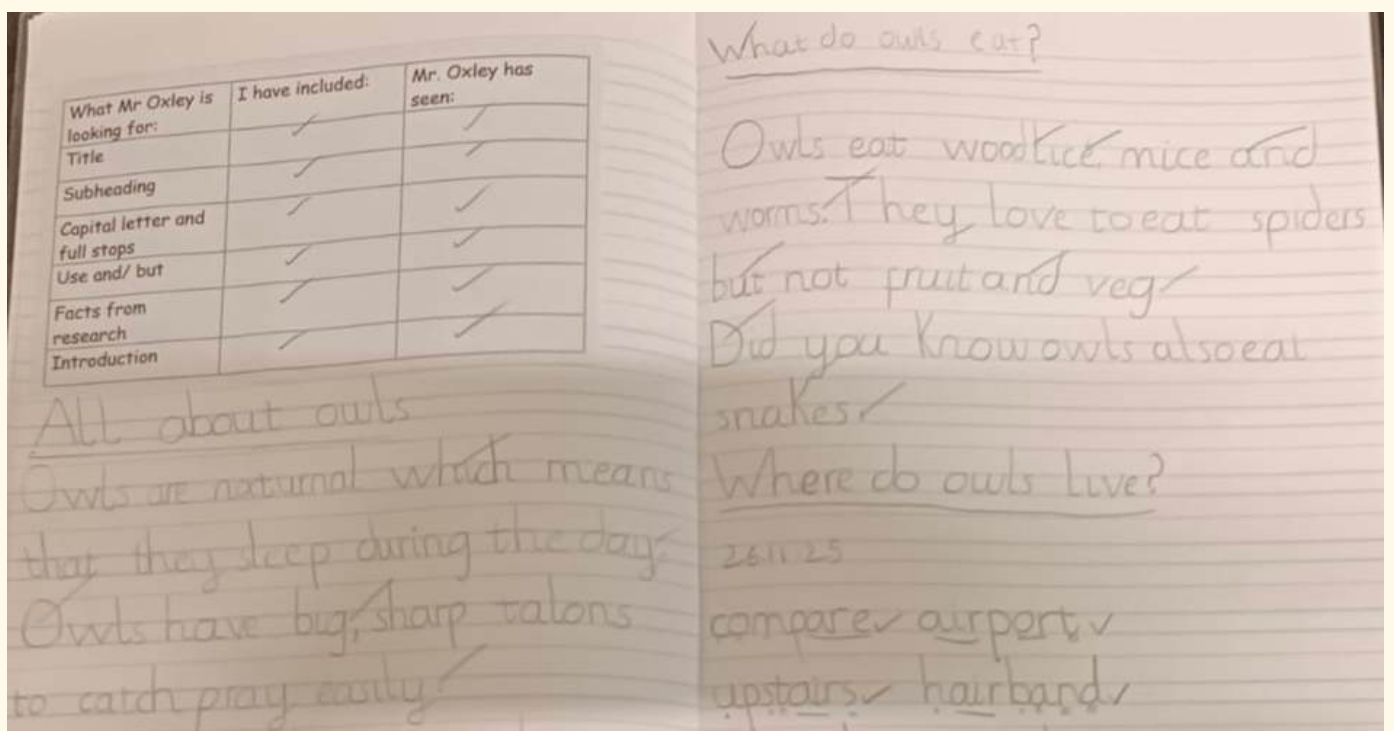 What Mr Oxley is looking for: I have included: Mr. Oxley has seen:
Title
Subheading
Capital letter and full stops
Use and/ but
Facts from research
Introduction
All about owls
Owls are nocturnal which means
that they sleep during the day.
Owls have big, sharp talons
to catch pray easily
What do owls eat?
Owls eat woodlice, mice and
worms. They love to eat spiders
but not fruit and veg
Did you know owls also eat
snakes
Where do owls live?
26.11.25
compare airport
upstairs hairband